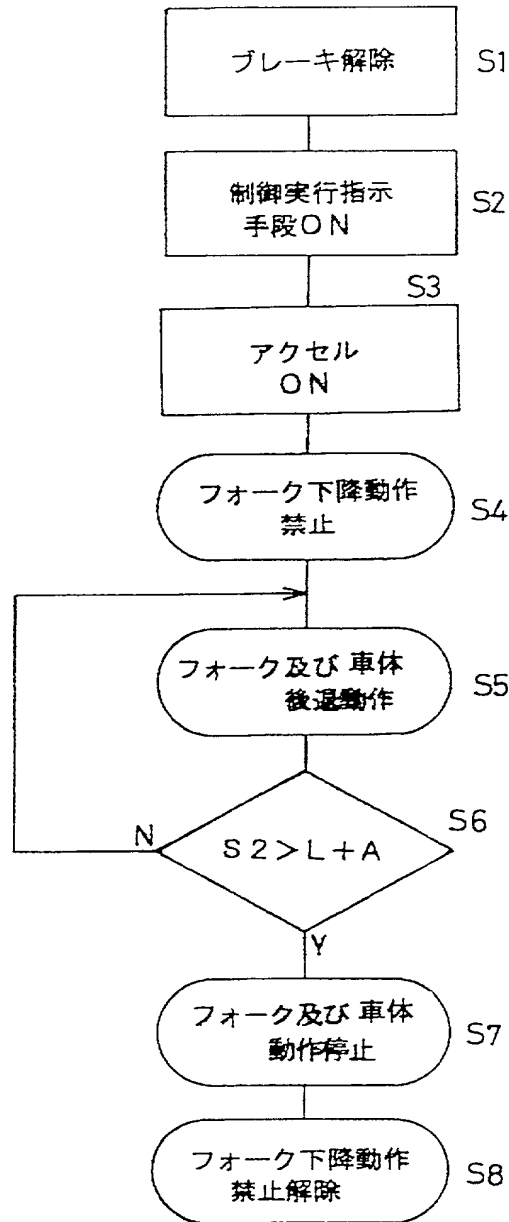 ブレーキ解除
S1
制御実行指示
手段ON
S2
S3
アクセル
ON
フォーク下降動作
禁止
S4
フォーク及び車体
後退動作
S5
S6
S2>L+A
N
Y
フォーク及び車体
動作停止
S7
フォーク下降動作
禁止解除
S8